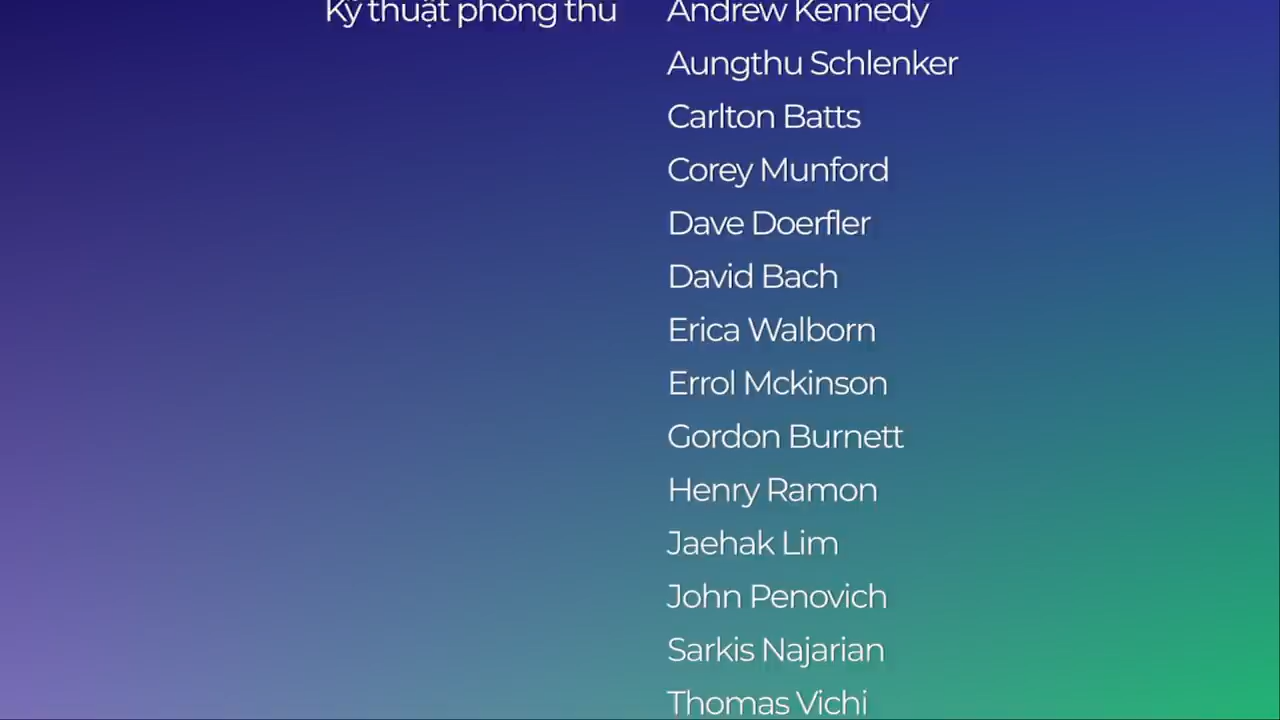 Kỹ thuật phòng thu Andrew Kennedy
Aungthu Schlenker
Carlton Batts
Corey Munford
Dave Doerfler
David Bach
Erica Walborn
Errol Mckinson
Gordon Burnett
Henry Ramon
Jaehak Lim
John Penovich
Sarkis Najarian
Thomas Vichi